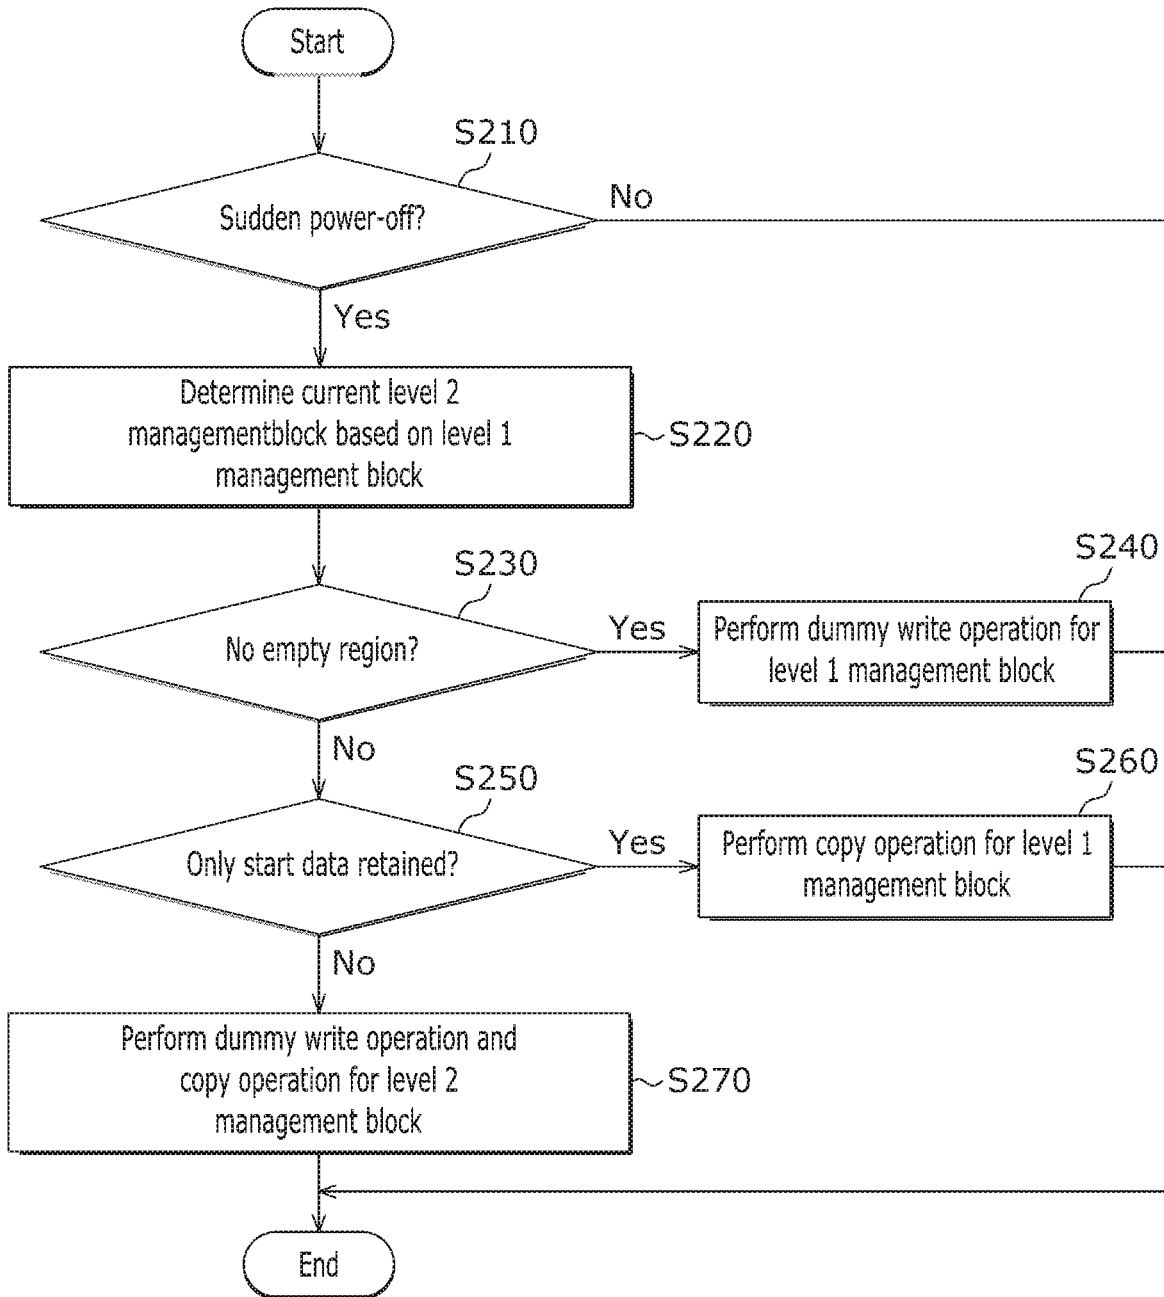 Start
S210
Sudden power-off?
No
Yes
Determine current level 2
managementblock based on level 1
management block
S220
S230
No empty region?
Yes
S240
Perform dummy write operation for
level 1 management block
No
S250
Only start data retained?
Yes
S260
Perform copy operation for level 1
management block
No
Perform dummy write operation and
copy operation for level 2
management block
S270
End